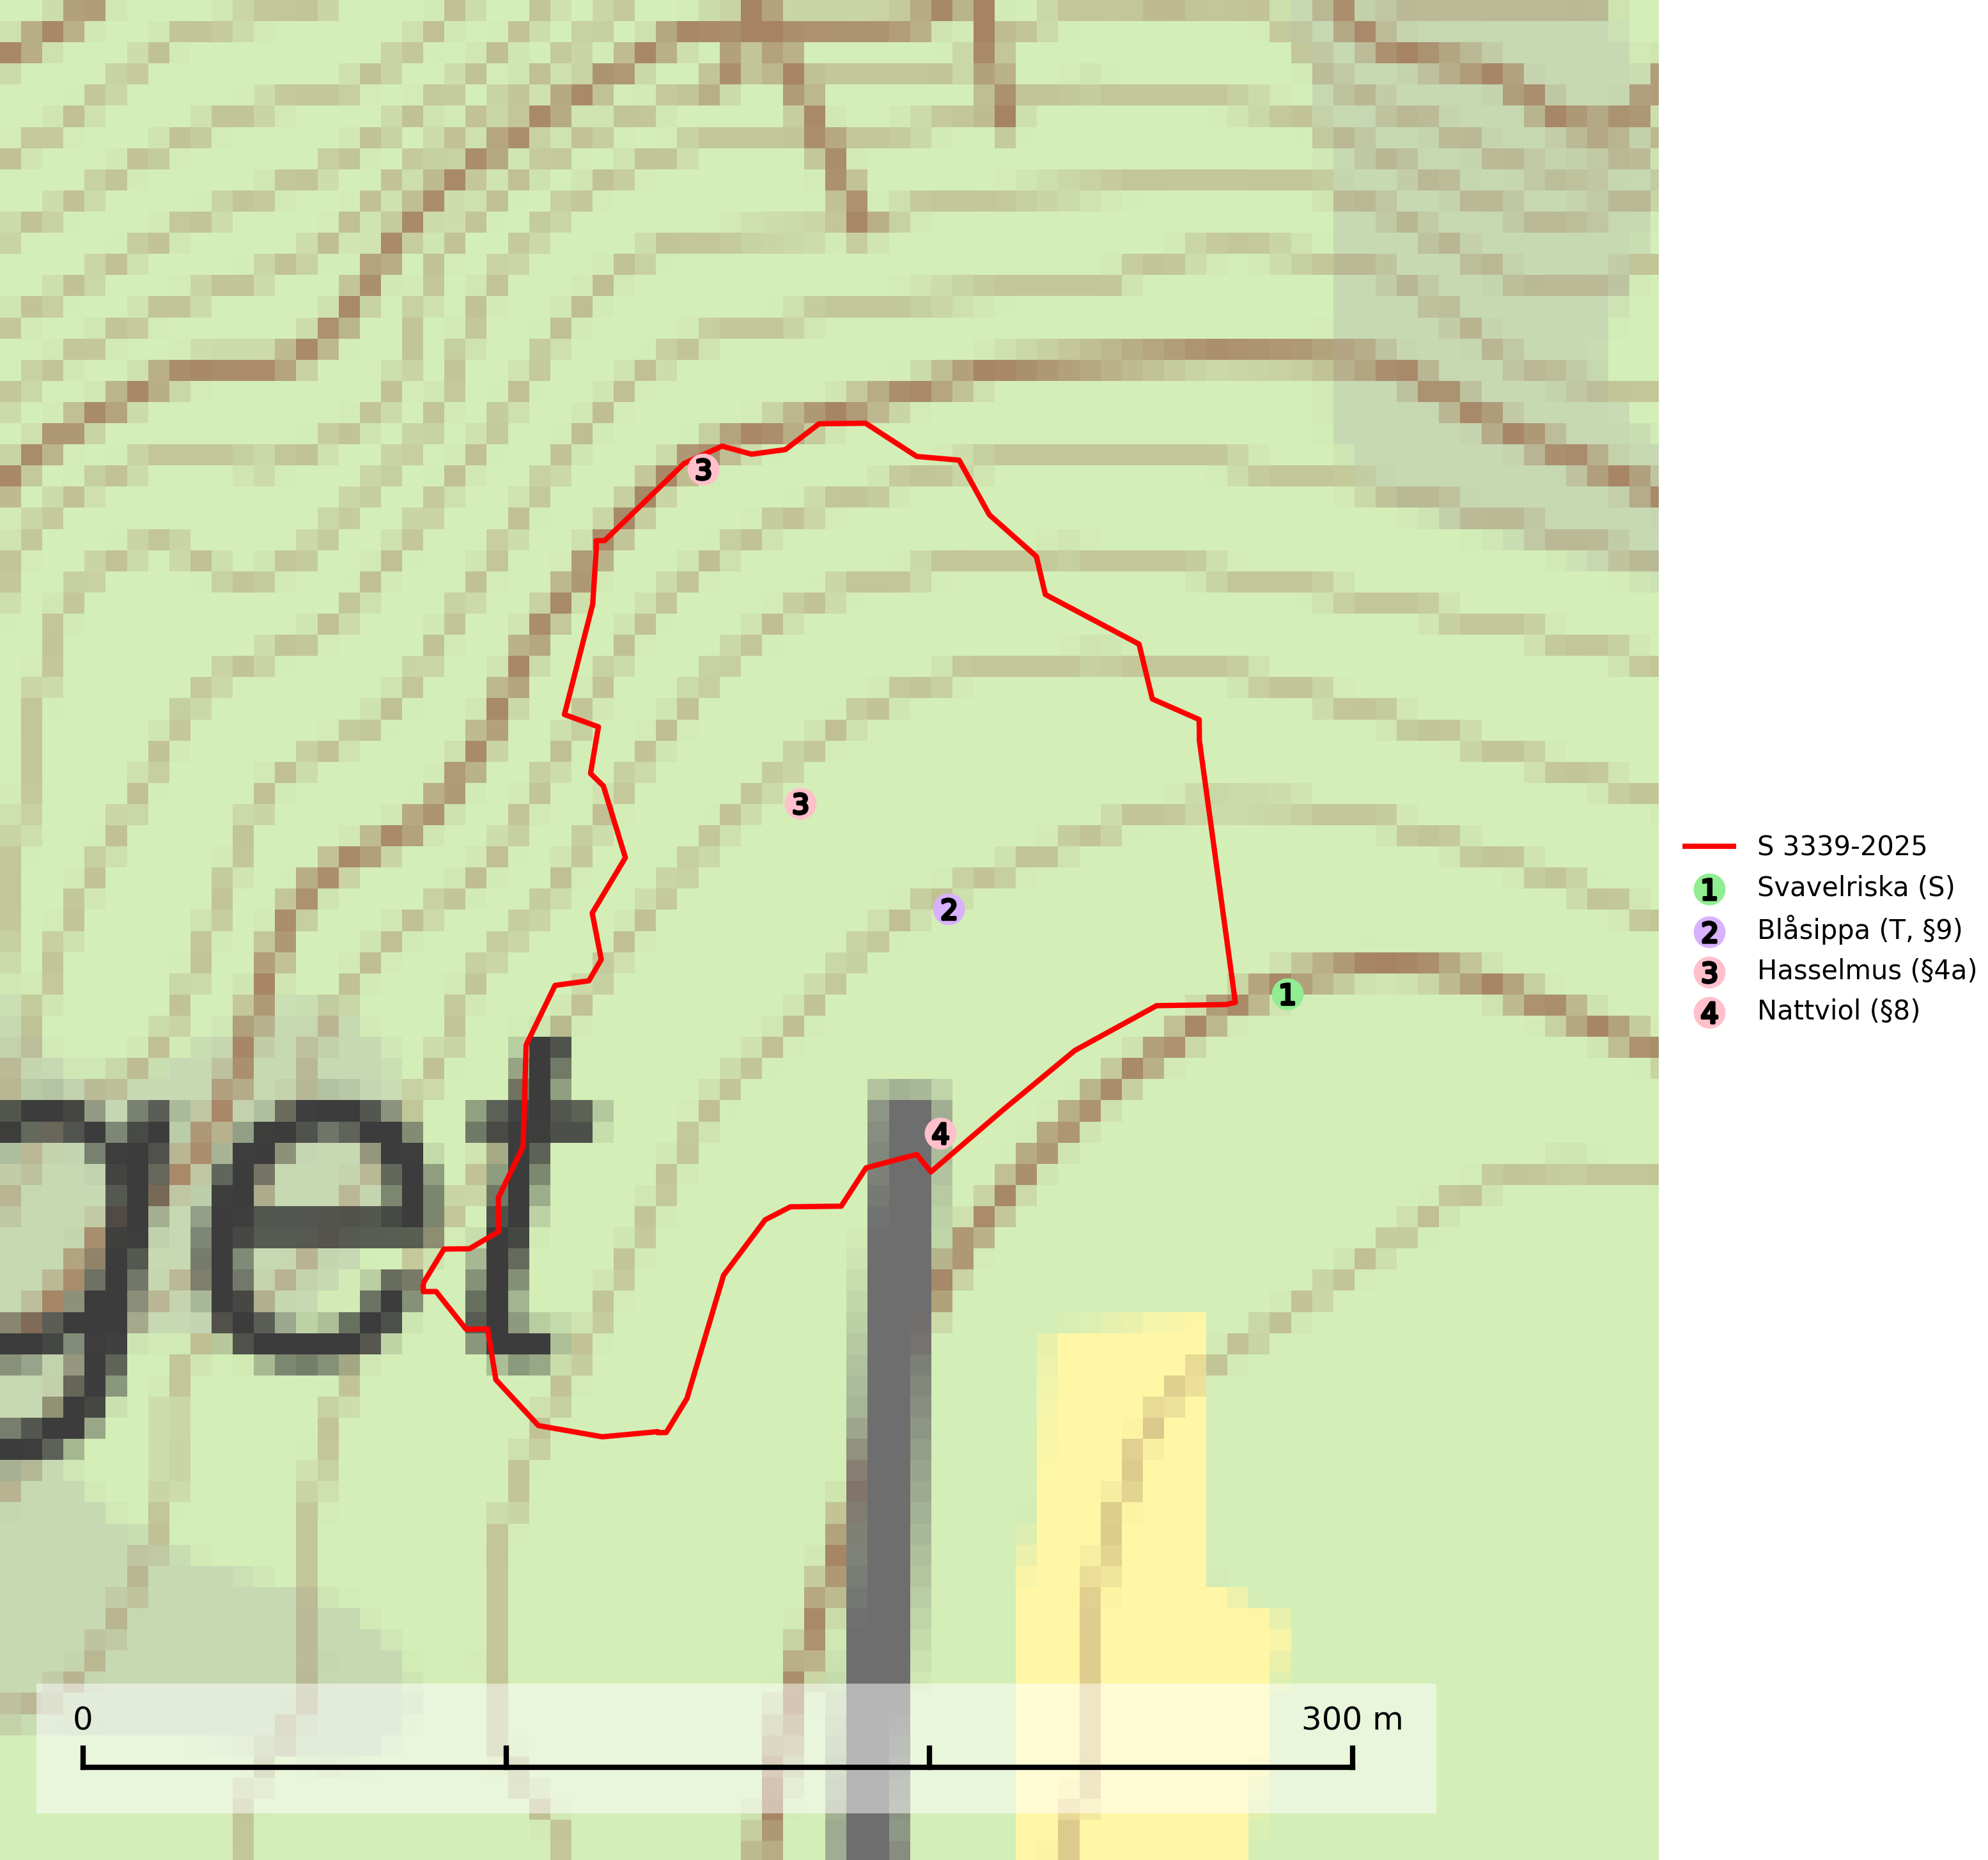 3
3
2
1
4
et
0
300 m
S 3339-2025
1 Svavelriska (S)
2 Blåsippa (T, §9)
3 Hasselmus (§4a)
4 Nattviol (§8)